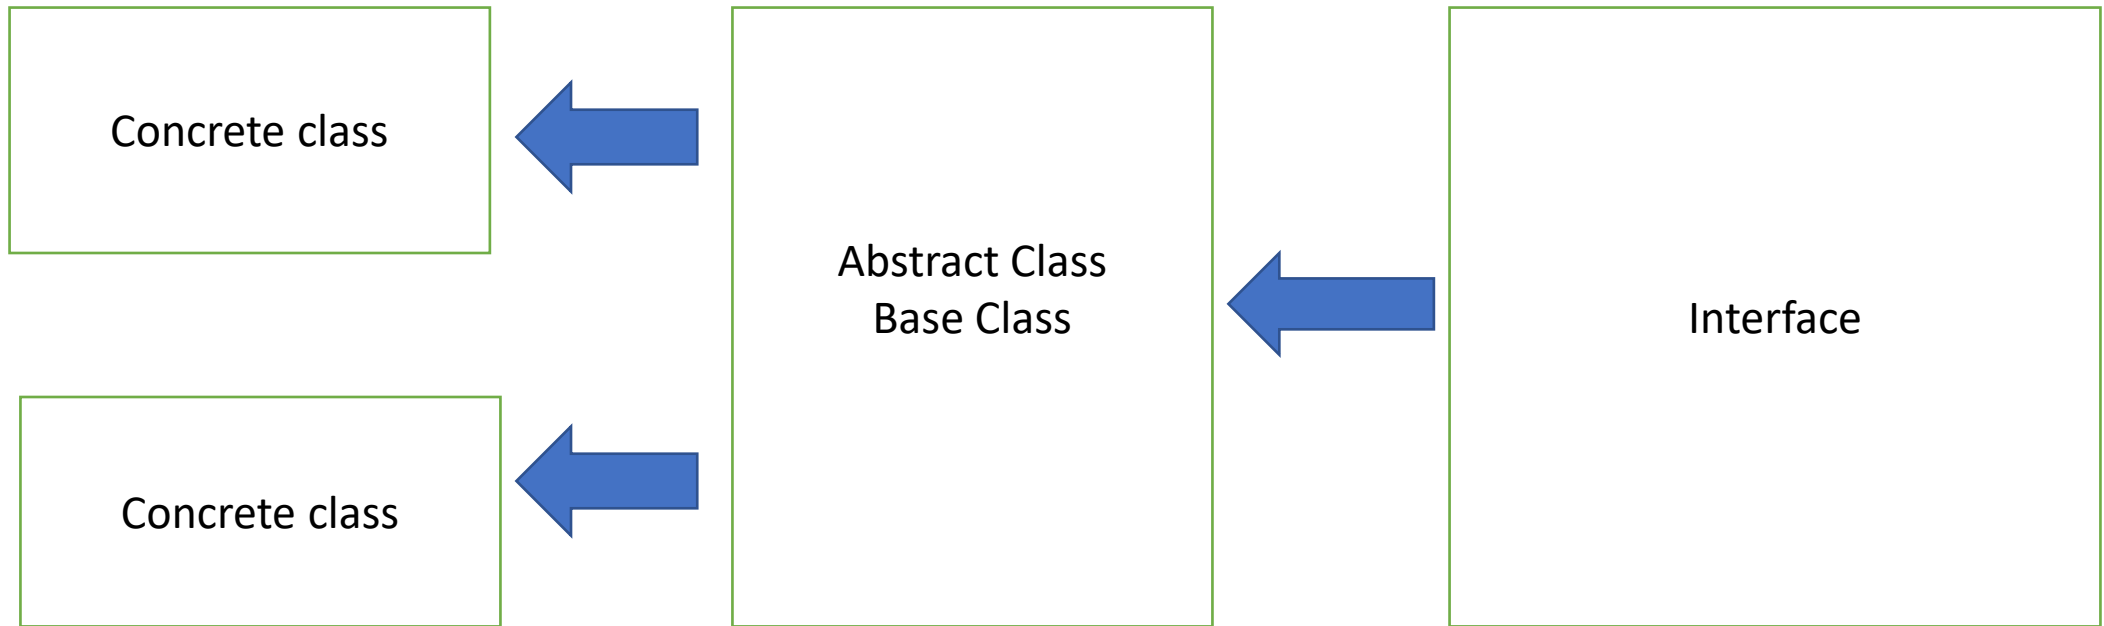 Concrete class
Abstract Class
Base Class
Interface
Concrete class